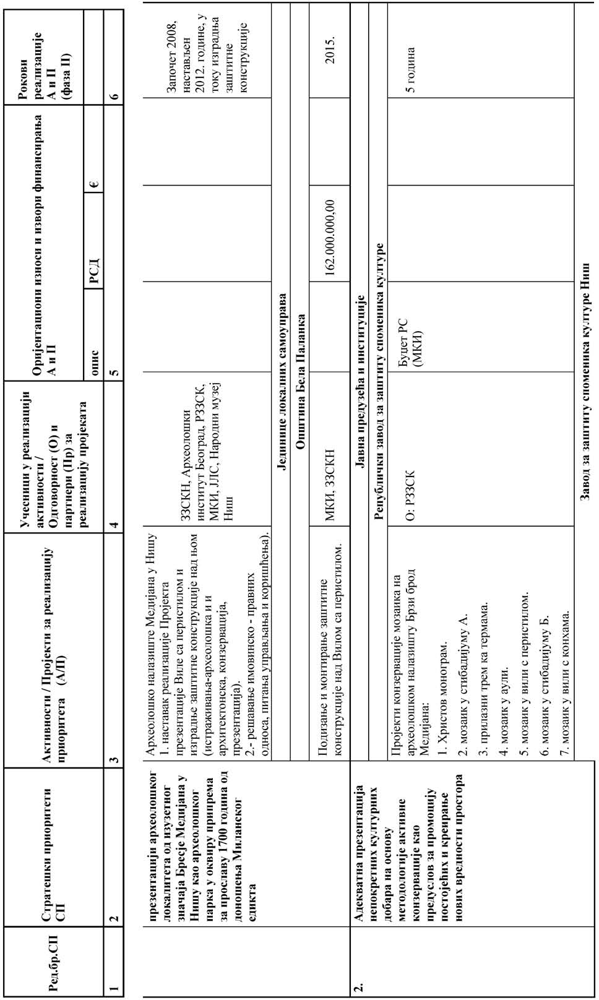 Ред.бр.СП
Стратешки приоритети
СП
Активности / Пројекти за реализацију
приоритета (А/П)
Учесници у реализацији
активности /
Одговорност (О) и
партнери (Пр) за
реализацију пројеката
Оријентациони износи и извори финансирања
А и П
опис
РСД
€
Рокови
реализације
А и П
(фаза II)
1
2
3
4
5
6
презентацији археолошког
локалитета од изузетног
значаја Бресје Медијана у
Нишу као археолошког
парка у оквиру припрема
за прославу 1700 година од
доношења Миланског
едикта
Археолошко налазиште Медијана у Нишу
1. наставак реализације Пројекта
презентације Виле са перистилом и
изградње заштитне конструкције над њом
(истраживања-археолошка и и
архитектонска, конзервација,
презентација).
2.- решавање имовинско - правних
односа, питања управљања и коришћења).
ЗЗСКН, Археолошки
институт Београд, РЗЗСК,
МКИ, ЈЛС, Народни музеј
Ниш
Започет 2008,
настављен
2012. године, у
току изградња
заштитне
конструкције
Јединице локалних самоуправа
Општина Бела Паланка
Подизање и монтирање заштитне
конструкције над Вилом са перистилом.
МКИ, ЗЗСКН
162.000.000,00
2015.
2.
Адекватна презентација
непокретних културних
добара на основу
методологије активне
конзервације као
предуслов за промоцију
постојећих и креирање
нових вредности простора
Јавна предузећа и институције
Републички завод за заштиту споменика културе
Пројекти конзервације мозаика на
археолошком налазишту Брзи брод
Медијана:
1. Христов монограм.
2. мозаик у стибадијуму А.
3. прилазни трем ка термама.
4. мозаик у аули.
5. мозаик у вили с перистилом.
6. мозаик у стибадијуму Б.
7. мозаик у вили с конхама.
О: РЗЗСК
Буџет РС
(МКИ)
5 година
Завод за заштиту споменика културе Ниш